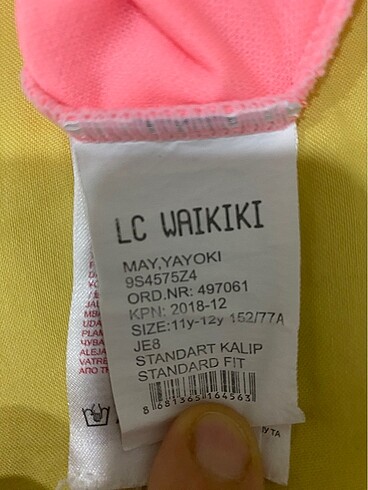 LC WAIKIKI
MAY,YAYOKI
9S4575Z4
ORD.NR: 497061
KPN: 2018-12
SIZE:11y-12y 152/77A
JE8
STANDART KALIP
STANDARD FIT
8 681365 164563